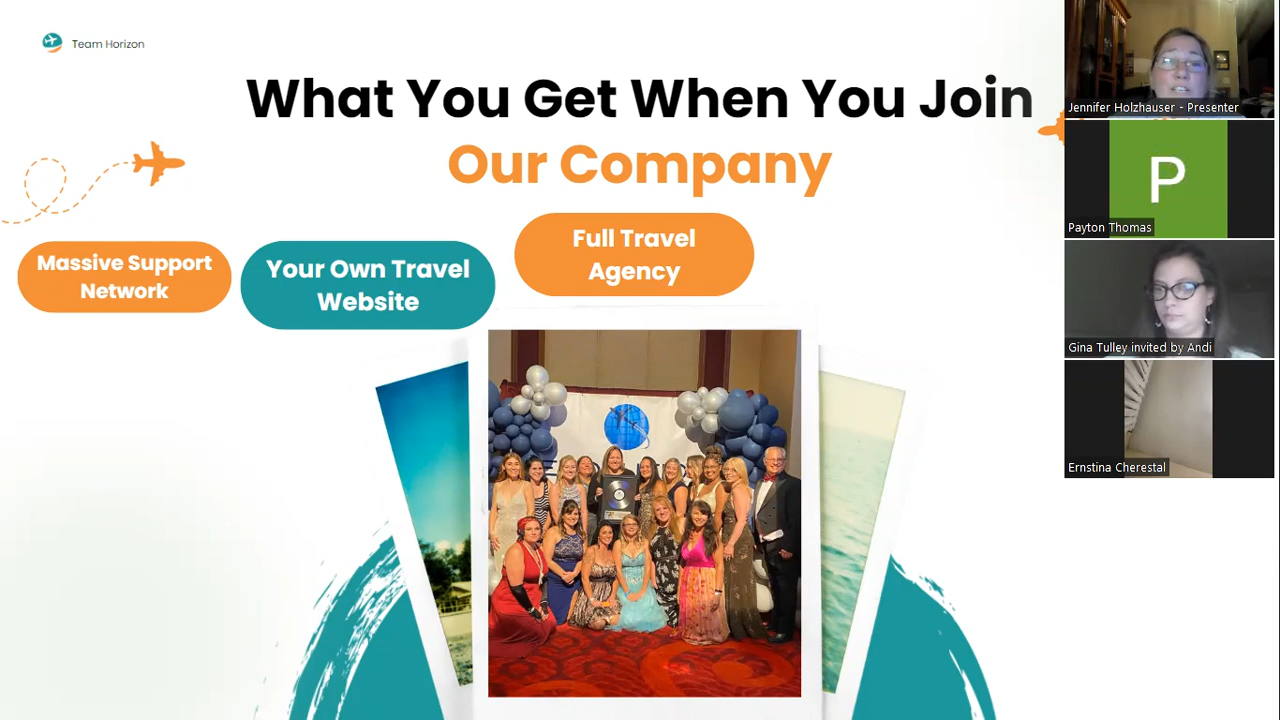 Team Horizon
What You Get When You Join
Our Company
Massive Support
Network
Your Own Travel
Website
Full Travel
Agency
Jennifer Holzhauser - Presenter
P
Payton Thomas
Gina Tulley invited by Andi
Ernstina Cherestal